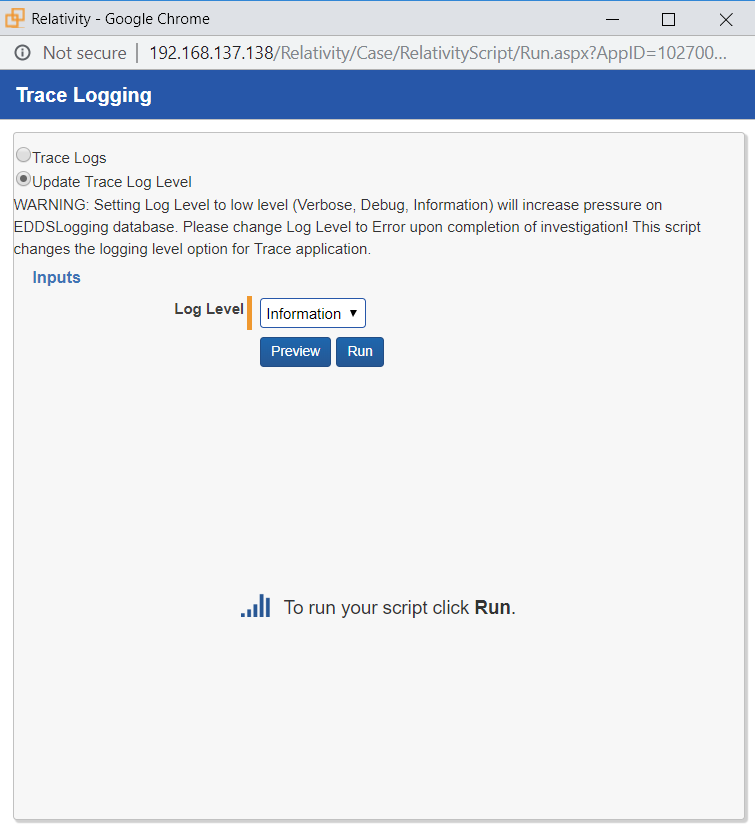 Relativity - Google Chrome
Not secure | 192.168.137.138/Relativity/Case/RelativityScript/Run.aspx?AppID=102700...
Trace Logging
Trace Logs
Update Trace Log Level
WARNING: Setting Log Level to low level (Verbose, Debug, Information) will increase pressure on
EDDSLogging database. Please change Log Level to Error upon completion of investigation! This script
changes the logging level option for Trace application.
Inputs
Log Level Information
Preview Run
To run your script click Run.